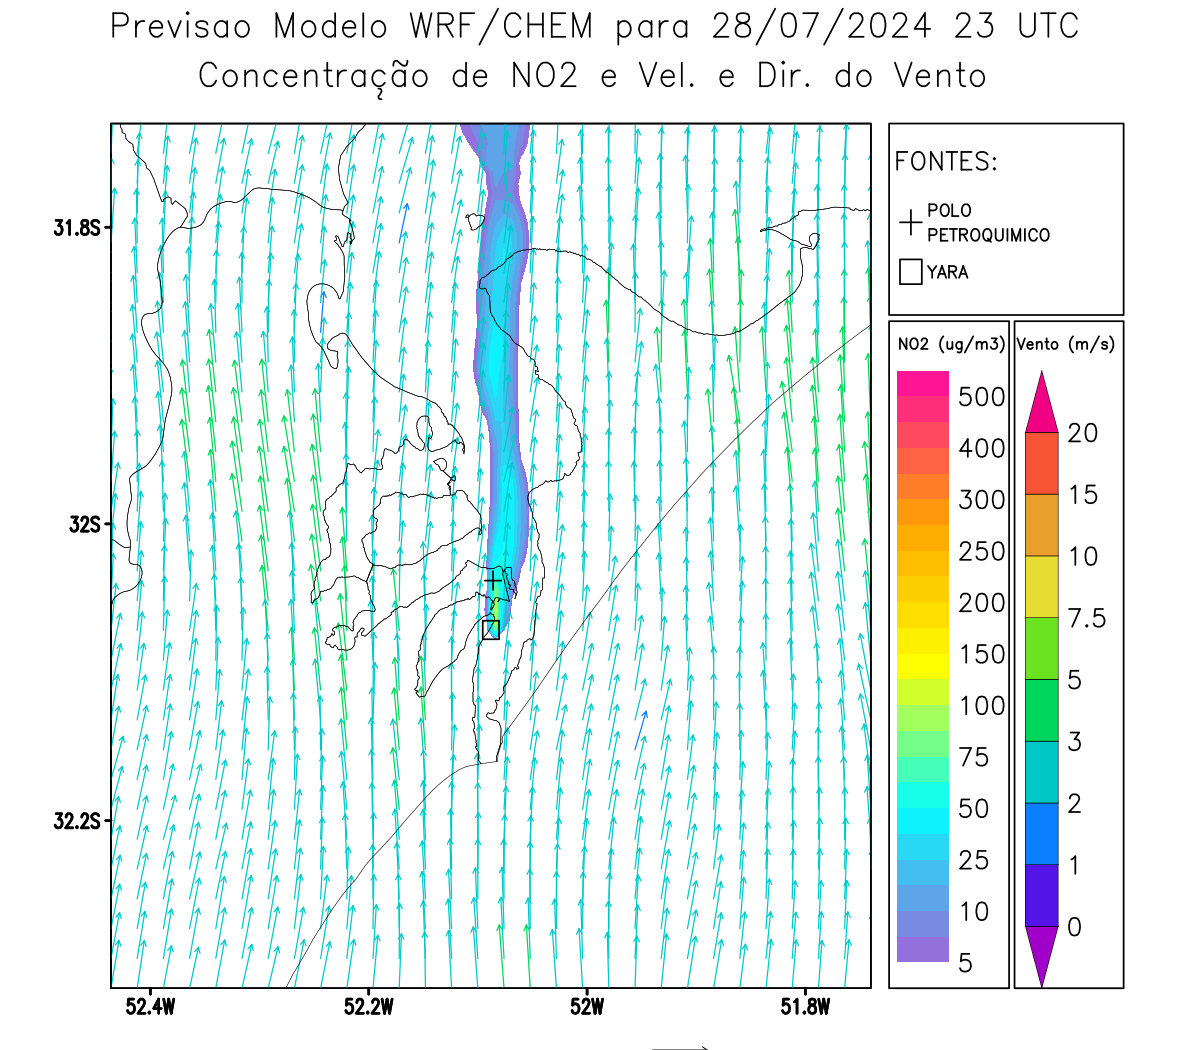 Previsao Modelo WRF/CHEM para 28/07/2024 23 UTC
Concentração de NO2 e Vel. e Dir. do Vento
FONTES:
POLO
PETROQUIMICO
YARA
NO2 (ug/m3)
500
400
300
250
200
150
100
75
50
25
10
5
Vento (m/s)
20
15
10
7.5
5
3
2
1
0
31.8S
32S
32.2S
52.4W
52.2W
52W
51.8W